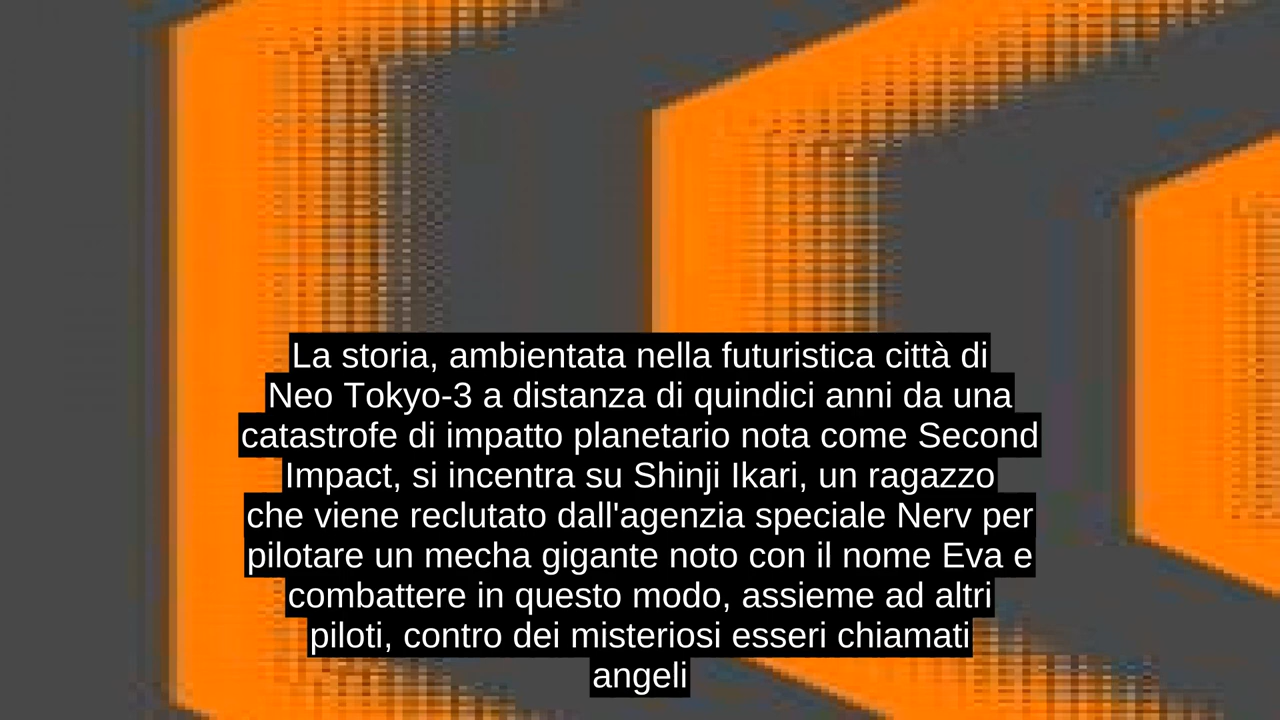 La storia, ambientata nella futuristica città di
Neo Tokyo-3 a distanza di quindici anni da una
catastrofe di impatto planetario nota come Second
Impact, si incentra su Shinji Ikari, un ragazzo
che viene reclutato dall'agenzia speciale Nerv per
pilotare un mecha gigante noto con il nome Eva e
combattere in questo modo, assieme ad altri
piloti, contro dei misteriosi esseri chiamati
angeli